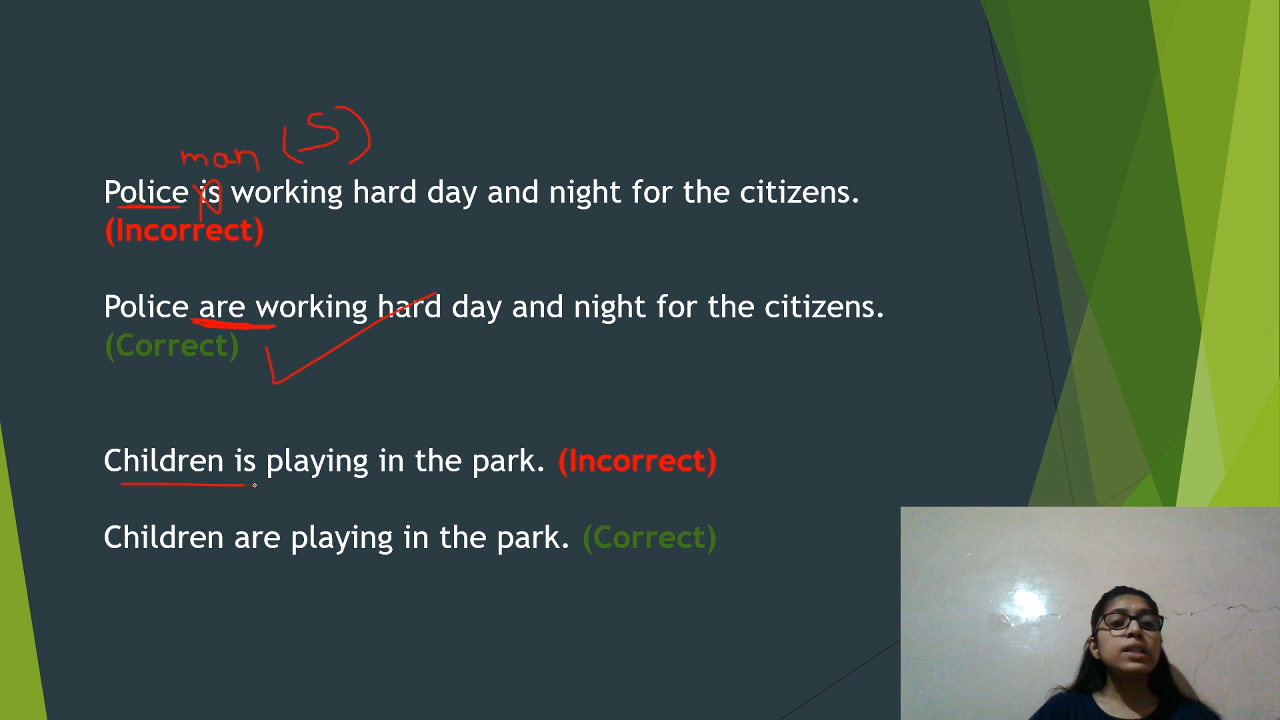 man (S)
Police is working hard day and night for the citizens.
(Incorrect)
Police are working hard day and night for the citizens.
(Correct)
Children is playing in the park. (Incorrect)
Children are playing in the park. (Correct)